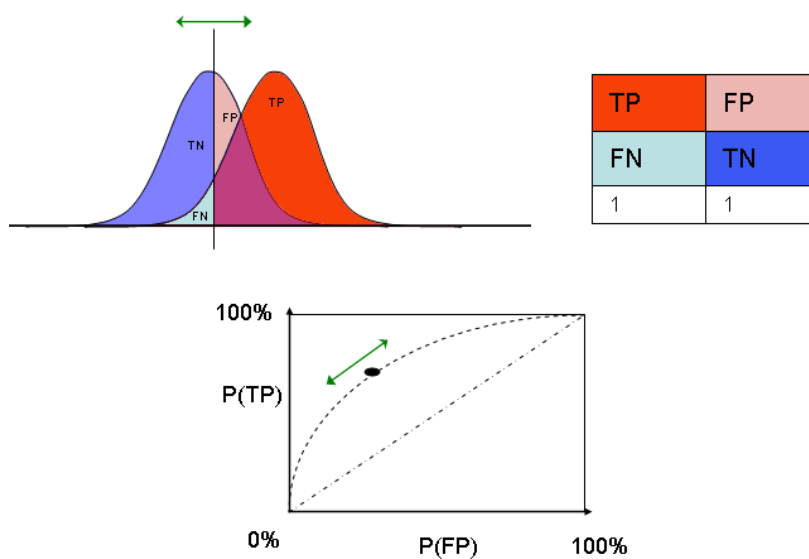 TP
FP
TN
FN
TP FP
FN TN
1 1
100%
P(TP)
0% P(FP) 100%